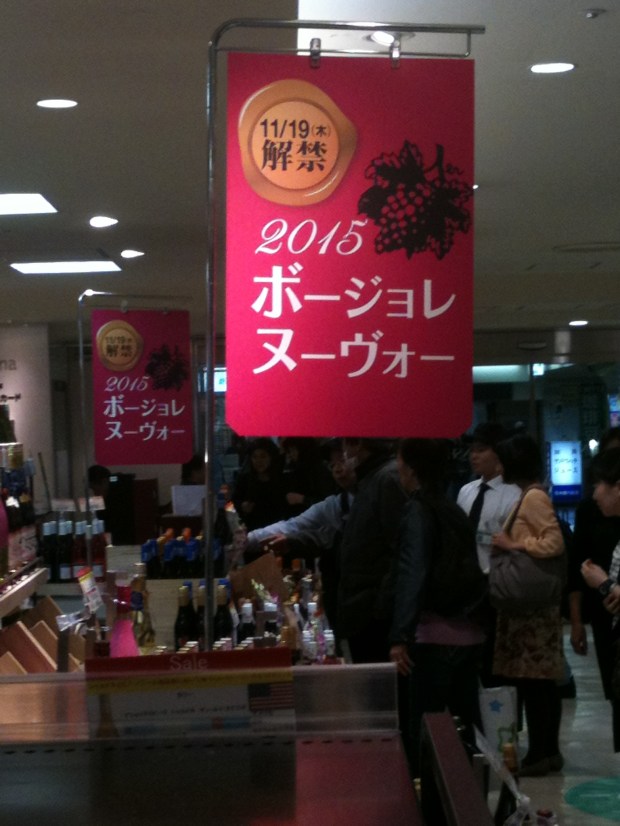 11/19(木)
解禁
2015
ボージョレ
ヌーヴォー
11/19(木)
解禁
2015
ボージョレ
ヌーヴォー
Sale